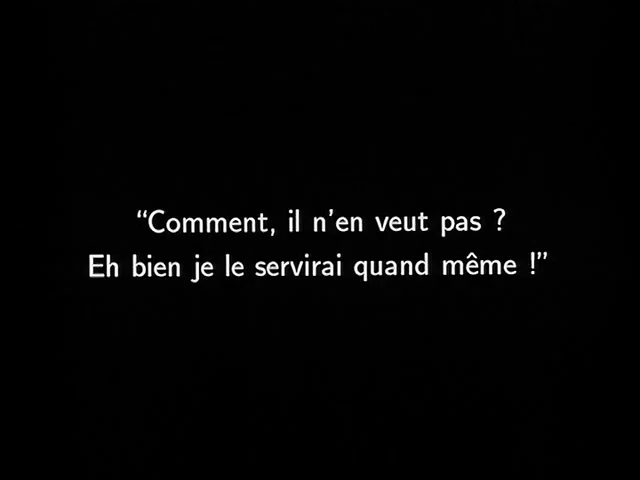 “Comment, il n’en veut pas ?
Eh bien je le servirai quand même !”